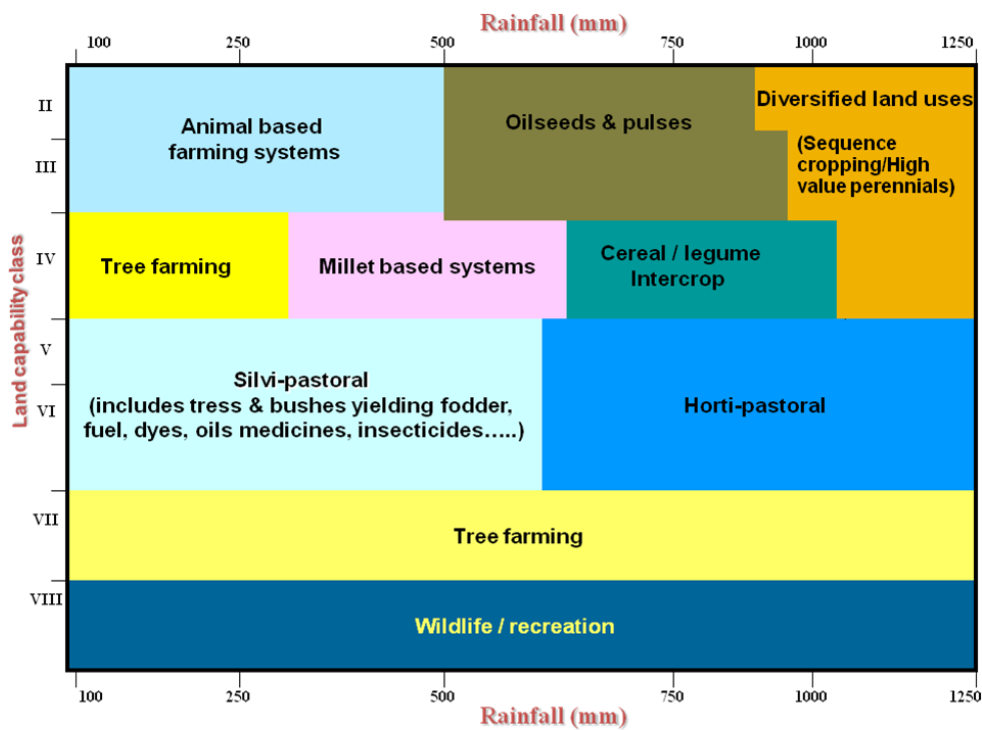 Rainfall (mm)
100 250 500 750 1000 1250
Land capability class
II
III
IV
V
VI
VII
VIII
Animal based
farming systems
Oilseeds & pulses
Diversified land uses
(Sequence
cropping/High
value perennials)
Tree farming
Millet based systems
Cereal / legume
Intercrop
Silvi-pastoral
(includes tress & bushes yielding fodder,
fuel, dyes, oils medicines, insecticides…..)
Horti-pastoral
Tree farming
Wildlife / recreation
100 250 500 750 1000 1250
Rainfall (mm)